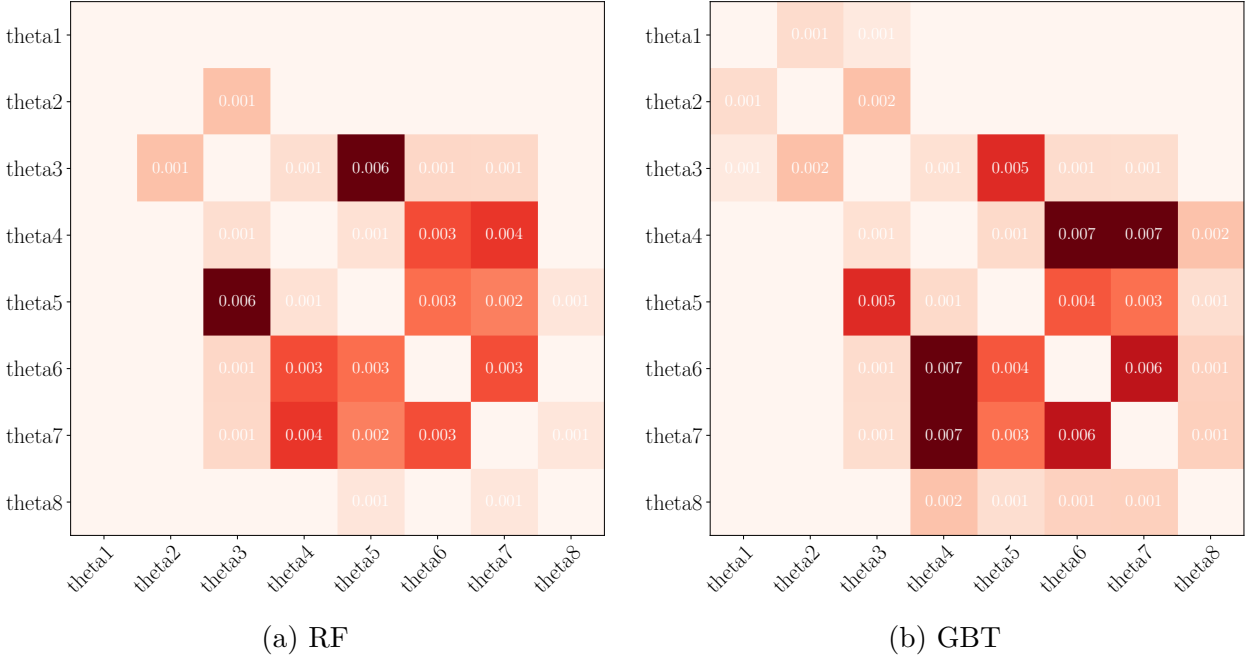 theta1
theta2 0.001
theta3 0.001 0.001 0.006 0.001 0.001
theta4 0.001 0.001 0.003 0.004
theta5 0.006 0.001 0.003 0.002 0.001
theta6 0.001 0.003 0.003 0.003
theta7 0.001 0.004 0.002 0.003 0.001
theta8 0.001 0.001
theta1 theta2 theta3 theta4 theta5 theta6 theta7 theta8
(a) RF
theta1 0.001 0.001
theta2 0.001 0.002
theta3 0.001 0.002 0.001 0.005 0.001 0.001
theta4 0.001 0.001 0.007 0.007 0.002
theta5 0.005 0.001 0.004 0.003 0.001
theta6 0.001 0.007 0.004 0.006 0.001
theta7 0.001 0.007 0.003 0.006 0.001
theta8 0.002 0.001 0.001 0.001
theta1 theta2 theta3 theta4 theta5 theta6 theta7 theta8
(b) GBT